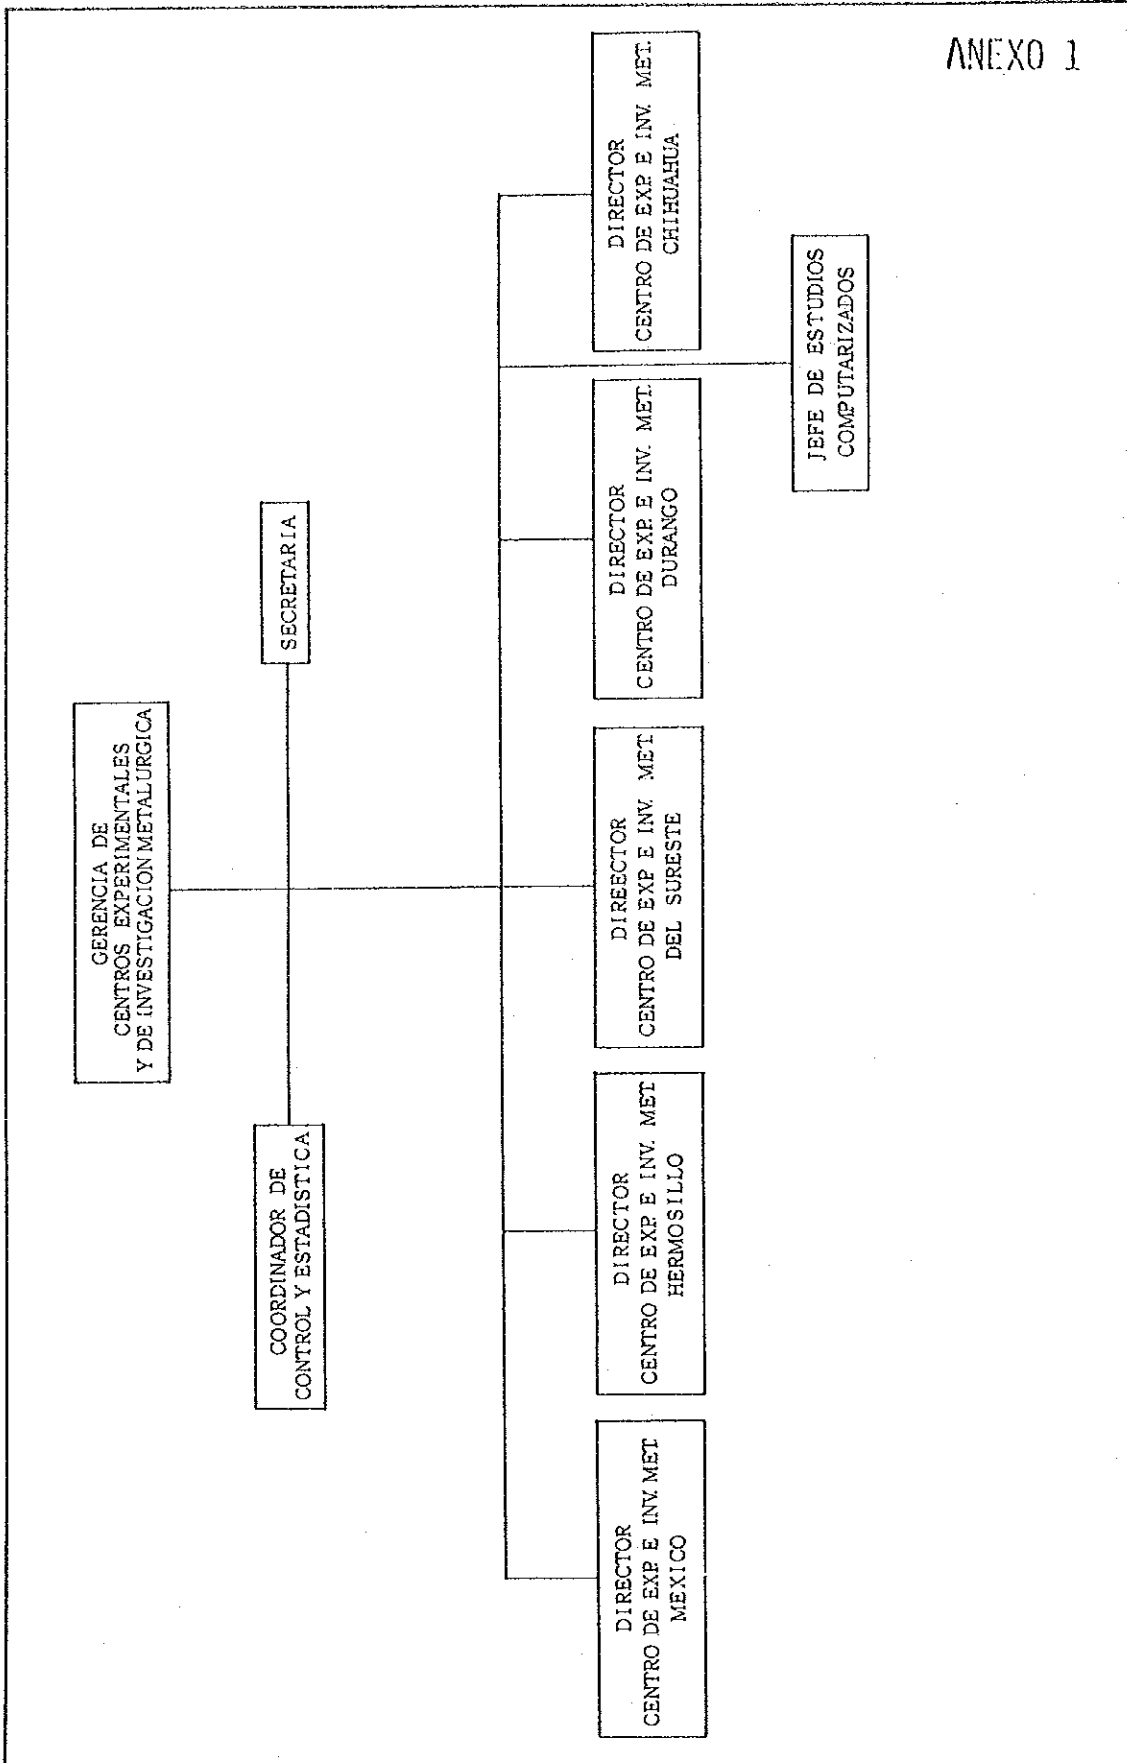 ANEXO 1
GERENCIA DE
CENTROS EXPERIMENTALES
Y DE INVESTIGACION METALURGICA
COORDINADOR DE
CONTROL Y ESTADISTICA
SECRETARIA
DIRECTOR
CENTRO DE EXP. E INV. MET
MEXICO
DIRECTOR
CENTRO DE EXP. E INV. MET
HERMOSILLO
DIREECTOR
CENTRO DE EXP E INV. MET
DEL SURESTE
DIRECTOR
CENTRO DE EXP. E INV. MET.
DURANGO
DIRECTOR
CENTRO DE EXP. E INV. MET.
CHIHUAHUA
JEFE DE ESTUDIOS
COMPUTARIZADOS